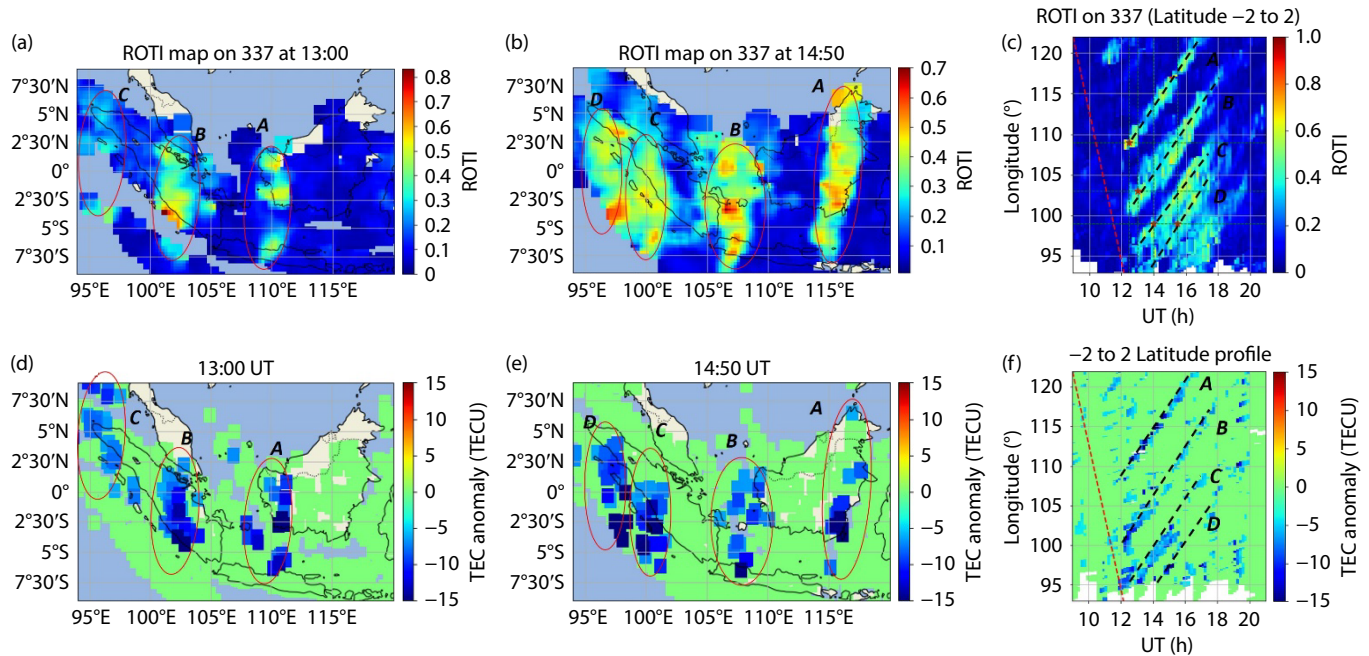 (a)
ROTI map on 337 at 13:00
7°30′N
5°N
2°30′N
0°
2°30′S
5°S
7°30′S
95°E 100°E 105°E 110°E 115°E
C
B
A
0.8
0.7
0.6
0.5
0.4
0.3
0.2
0.1
0
ROTI
(b)
ROTI map on 337 at 14:50
7°30′N
5°N
2°30′N
0°
2°30′S
5°S
7°30′S
95°E 100°E 105°E 110°E 115°E
D
C
B
A
0.7
0.6
0.5
0.4
0.3
0.2
0.1
ROTI
(c)
ROTI on 337 (Latitude −2 to 2)
Longitude (°)
120
115
110
105
100
95
10 12 14 16 18 20
UT (h)
A
B
C
D
1.0
0.8
0.6
0.4
0.2
0
ROTI
(d)
13:00 UT
7°30′N
5°N
2°30′N
0°
2°30′S
5°S
7°30′S
95°E 100°E 105°E 110°E 115°E
C
B
A
15
10
5
0
−5
−10
−15
TEC anomaly (TECU)
(e)
14:50 UT
7°30′N
5°N
2°30′N
0°
2°30′S
5°S
7°30′S
95°E 100°E 105°E 110°E 115°E
D
C
B
A
15
10
5
0
−5
−10
−15
TEC anomaly (TECU)
(f)
−2 to 2 Latitude profile
Longitude (°)
120
115
110
105
100
95
10 12 14 16 18 20
UT (h)
A
B
C
D
15
10
5
0
−5
−10
−15
TEC anomaly (TECU)